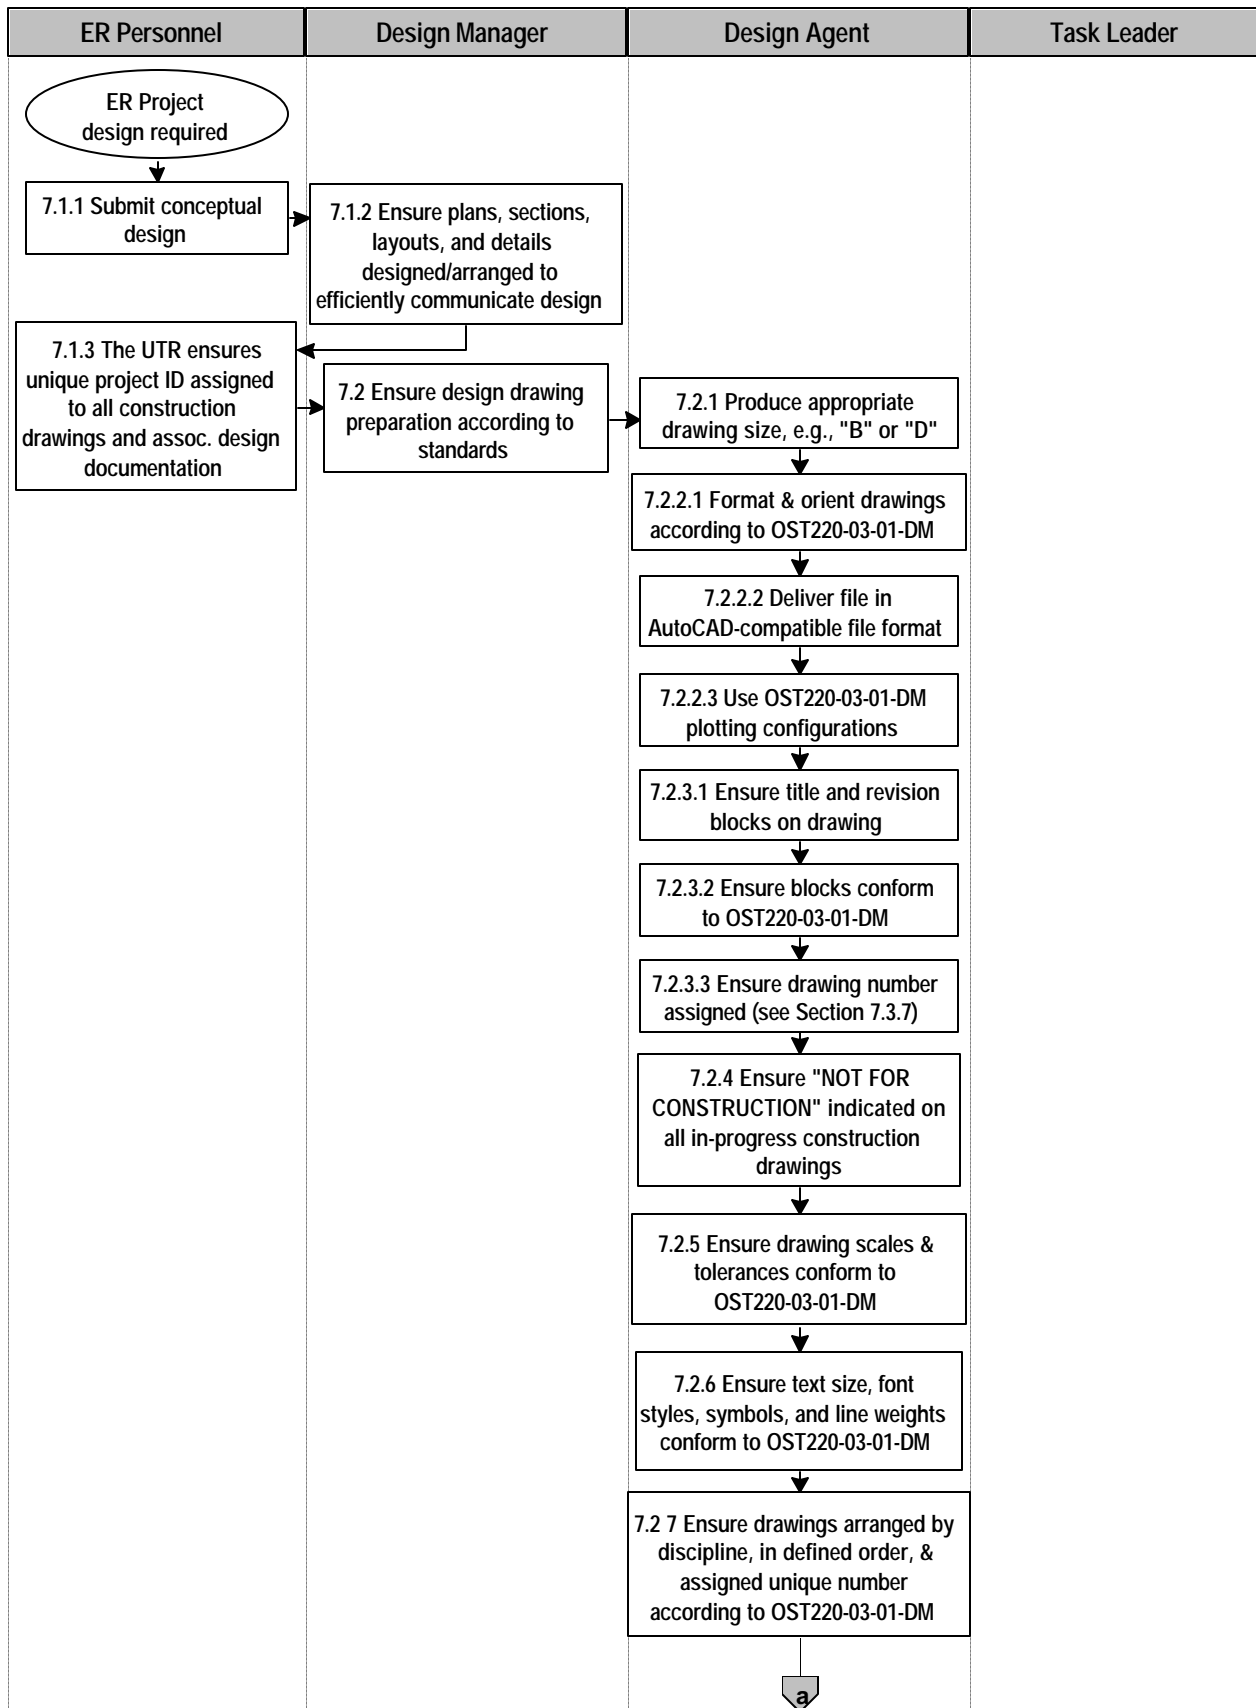 ER Personnel
Design Manager
Design Agent
Task Leader
ER Project
design required
7.1.1 Submit conceptual
design
7.1.2 Ensure plans, sections,
layouts, and details
designed/arranged to
efficiently communicate design
7.1.3 The UTR ensures
unique project ID assigned
to all construction
drawings and assoc. design
documentation
7.2 Ensure design drawing
preparation according to
standards
7.2.1 Produce appropriate
drawing size, e.g., "B" or "D"
7.2.2.1 Format & orient drawings
according to OST220-03-01-DM
7.2.2.2 Deliver file in
AutoCAD-compatible file format
7.2.2.3 Use OST220-03-01-DM
plotting configurations
7.2.3.1 Ensure title and revision
blocks on drawing
7.2.3.2 Ensure blocks conform
to OST220-03-01-DM
7.2.3.3 Ensure drawing number
assigned (see Section 7.3.7)
7.2.4 Ensure "NOT FOR
CONSTRUCTION" indicated on
all in-progress construction
drawings
7.2.5 Ensure drawing scales &
tolerances conform to
OST220-03-01-DM
7.2.6 Ensure text size, font
styles, symbols, and line weights
conform to OST220-03-01-DM
7.2 7 Ensure drawings arranged by
discipline, in defined order, &
assigned unique number
according to OST220-03-01-DM
a